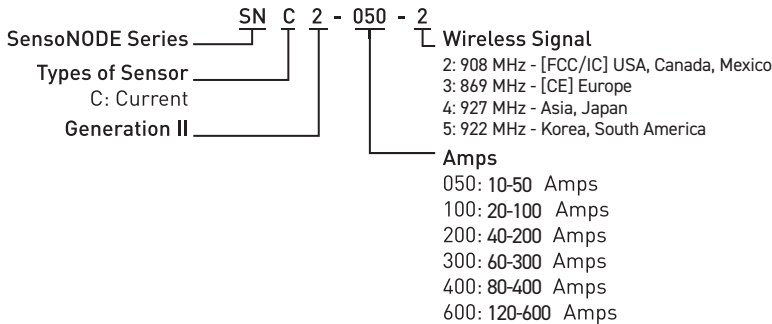 SN C 2 - 050 - 2
SensoNODE Series
Types of Sensor
C: Current
Generation II
Wireless Signal
2: 908 MHz - [FCC/IC] USA, Canada, Mexico
3: 869 MHz - [CE] Europe
4: 927 MHz - Asia, Japan
5: 922 MHz - Korea, South America
Amps
050: 10-50 Amps
100: 20-100 Amps
200: 40-200 Amps
300: 60-300 Amps
400: 80-400 Amps
600: 120-600 Amps